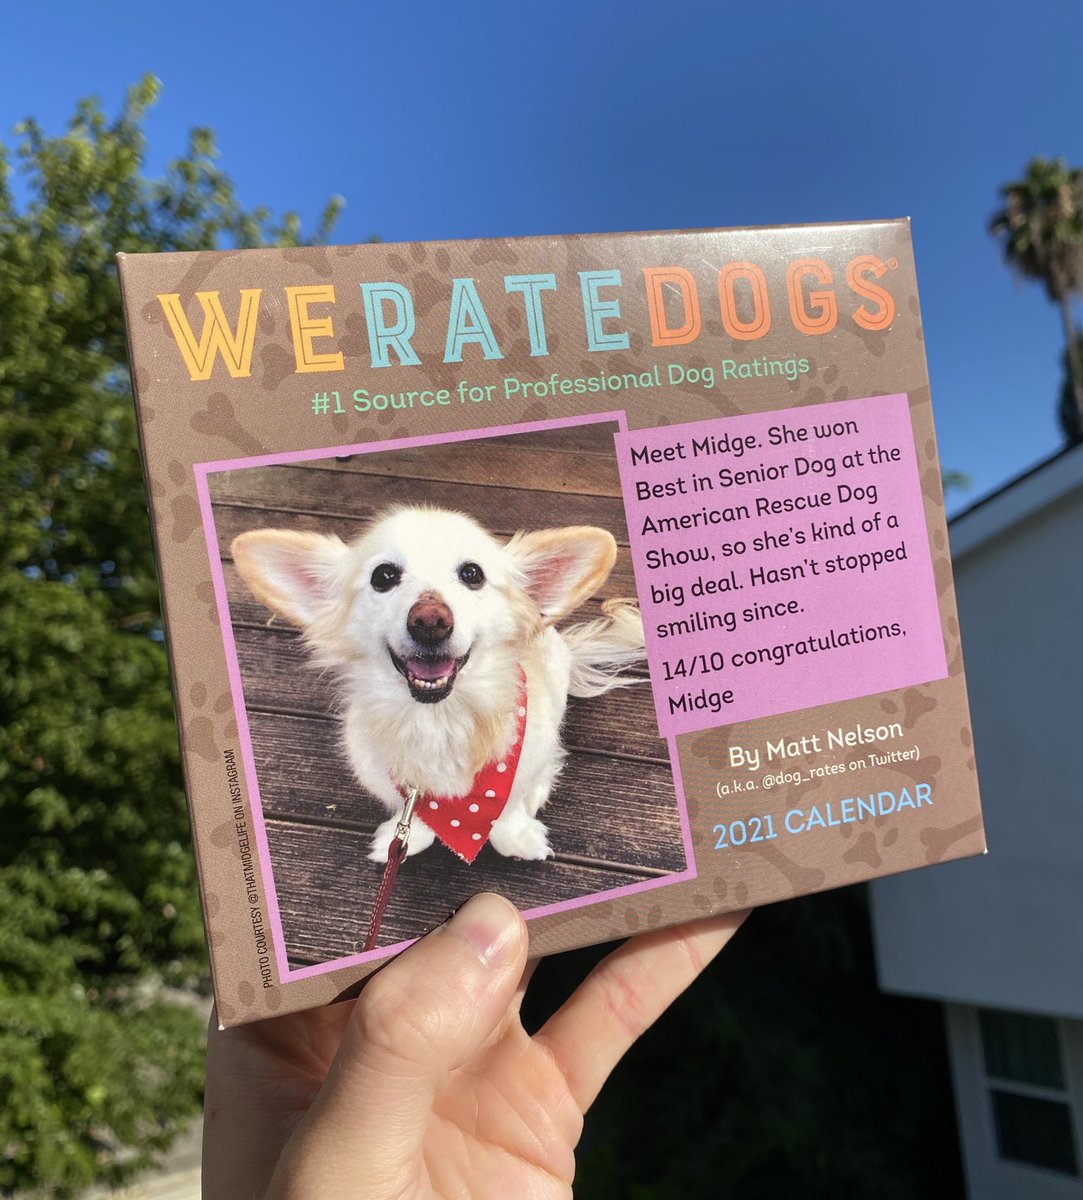 WERATEDOGS®
#1 Source for Professional Dog Ratings
Meet Midge. She won
Best in Senior Dog at the
American Rescue Dog
Show, so she's kind of a
big deal. Hasn't stopped
smiling since.
14/10 congratulations,
Midge
By Matt Nelson
(a.k.a. @dog_rates on Twitter)
2021 CALENDAR
PHOTO COURTESY @THATMIDGELIFE ON INSTAGRAM